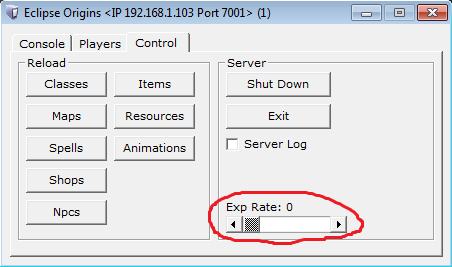 Eclipse Origins <IP 192.168.1.103 Port 7001> (1)
Console Players Control
Reload
Classes Items
Maps Resources
Spells Animations
Shops
Npcs
Server
Shut Down
Exit
Server Log
Exp Rate: 0